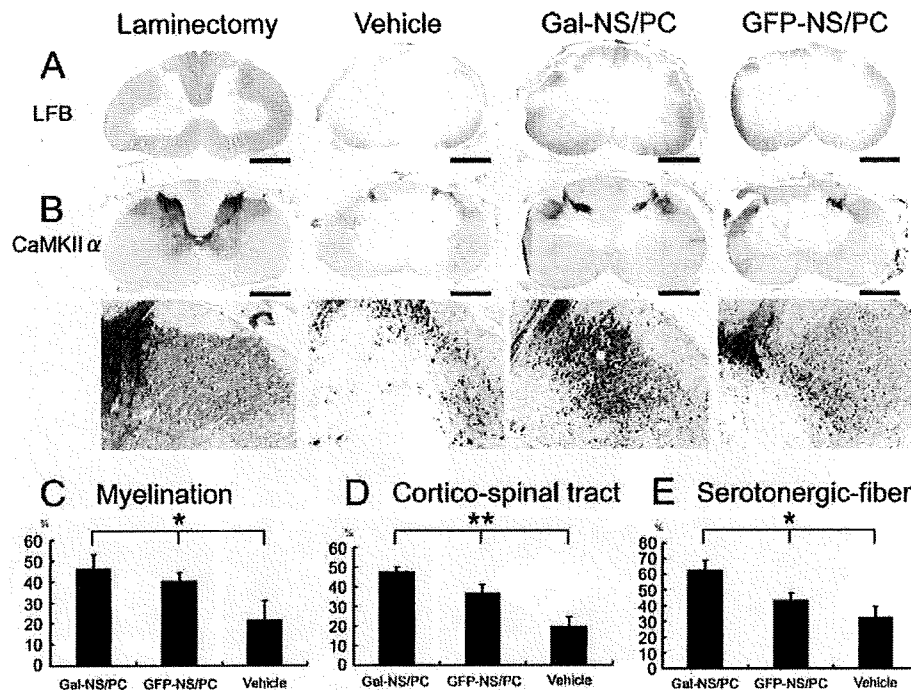 Laminectomy Vehicle Gal-NS/PC GFP-NS/PC
A
LFB
B
CaMKII α
C Myelination
%
*
60
50
40
30
20
10
0
Gal-NS/PC GFP-NS/PC Vehicle
D Cortico-spinal tract
%
**
60
50
40
30
20
10
0
Gal-NS/PC GFP-NS/PC Vehicle
E Serotonergic-fiber
%
*
80
70
60
50
40
30
20
10
0
Gal-NS/PC GFP-NS/PC Vehicle